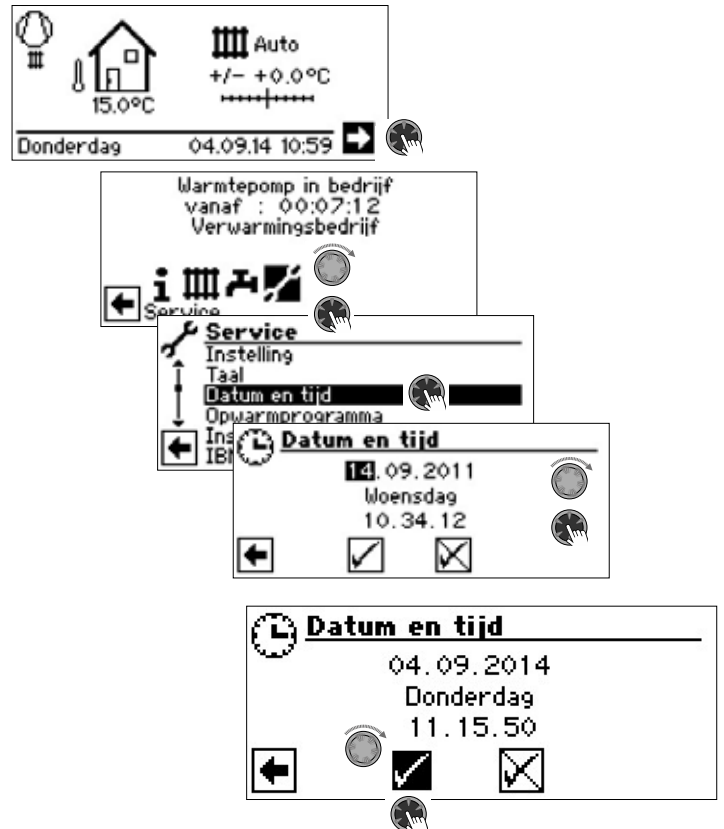 Auto
+/- +0.0°C
15.0°C
Donderdag 04.09.14 10:59
Warmtepomp in bedrijf
vanaf : 00:07:12
Verwarmingsbedrijf
Service
Service
Instelling
Taal
Datum en tijd
Opwarmprogramma
Datum en tijd
14.09.2011
Woensdag
10.34.12
Datum en tijd
04.09.2014
Donderdag
11.15.50